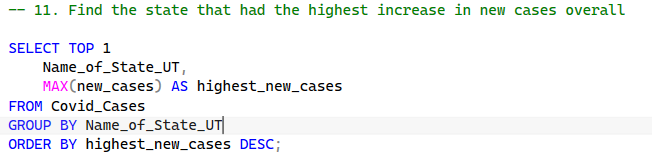 -- 11. Find the state that had the highest increase in new cases overall
SELECT TOP 1
    Name_of_State_UT,
    MAX(new_cases) AS highest_new_cases
FROM Covid_Cases
GROUP BY Name_of_State_UT
ORDER BY highest_new_cases DESC;